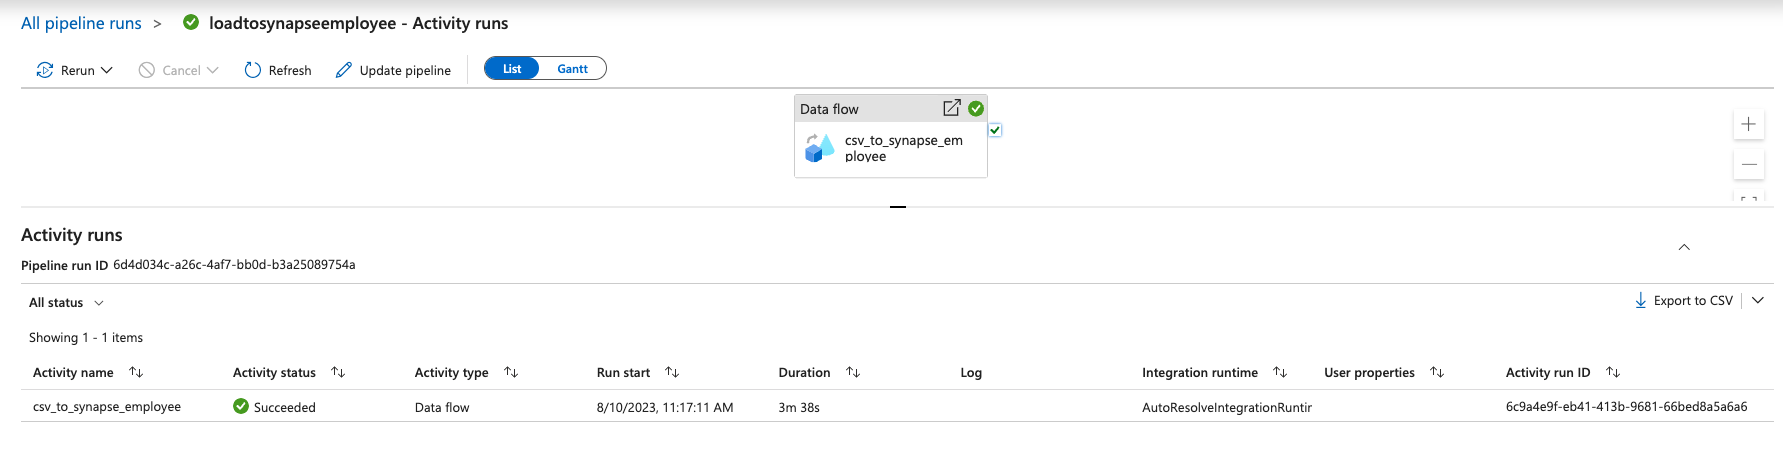 All pipeline runs > loadtosynapseemployee - Activity runs
Rerun Cancel Refresh Update pipeline List Gantt
Data flow
csv_to_synapse_em
ployee
Activity runs
Pipeline run ID 6d4d034c-a26c-4af7-bb0d-b3a25089754a
All status
Export to CSV
Showing 1 - 1 items
Activity name Activity status Activity type Run start Duration Log Integration runtime User properties Activity run ID
csv_to_synapse_employee Succeeded Data flow 8/10/2023, 11:17:11 AM 3m 38s AutoResolveIntegrationRuntir 6c9a4e9f-eb41-413b-9681-66bed8a5a6a6